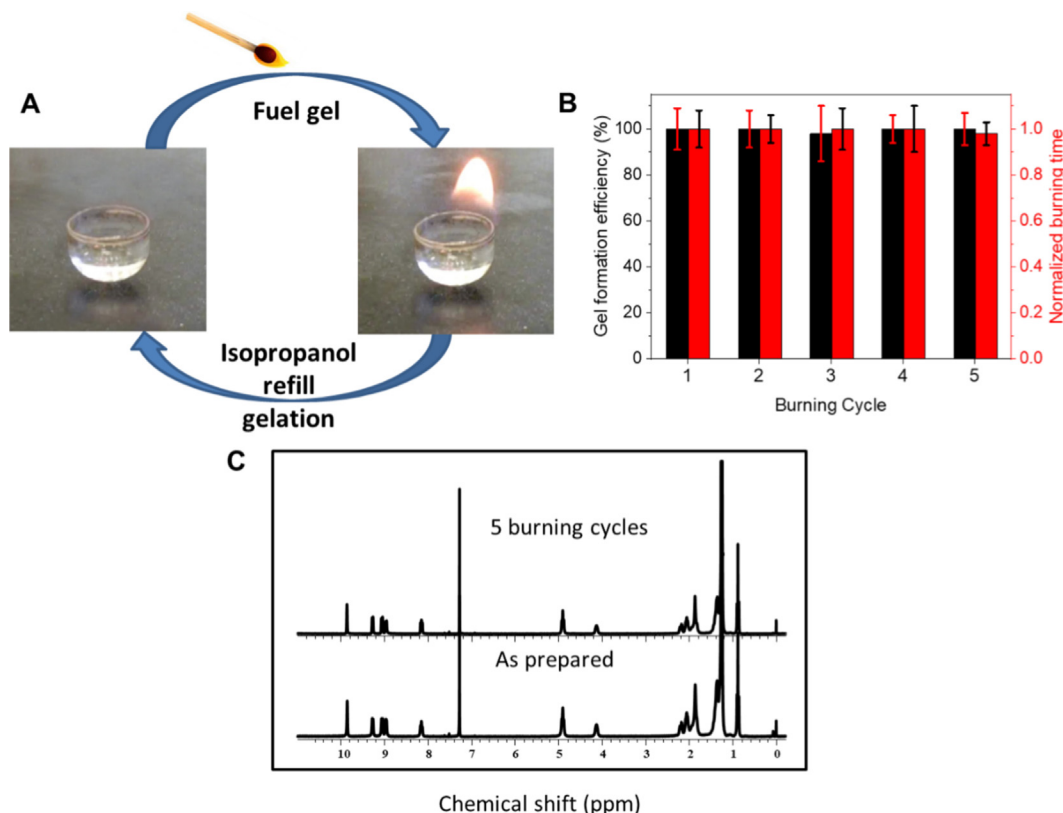 A
Fuel gel
Isopropanol
refill
gelation
B
Gel formation efficiency (%)
100
80
60
40
20
0
1.0
0.8
0.6
0.4
0.2
0.0
Normalized burning time
1 2 3 4 5
Burning Cycle
C
5 burning cycles
As prepared
10 9 8 7 6 5 4 3 2 1 0
Chemical shift (ppm)